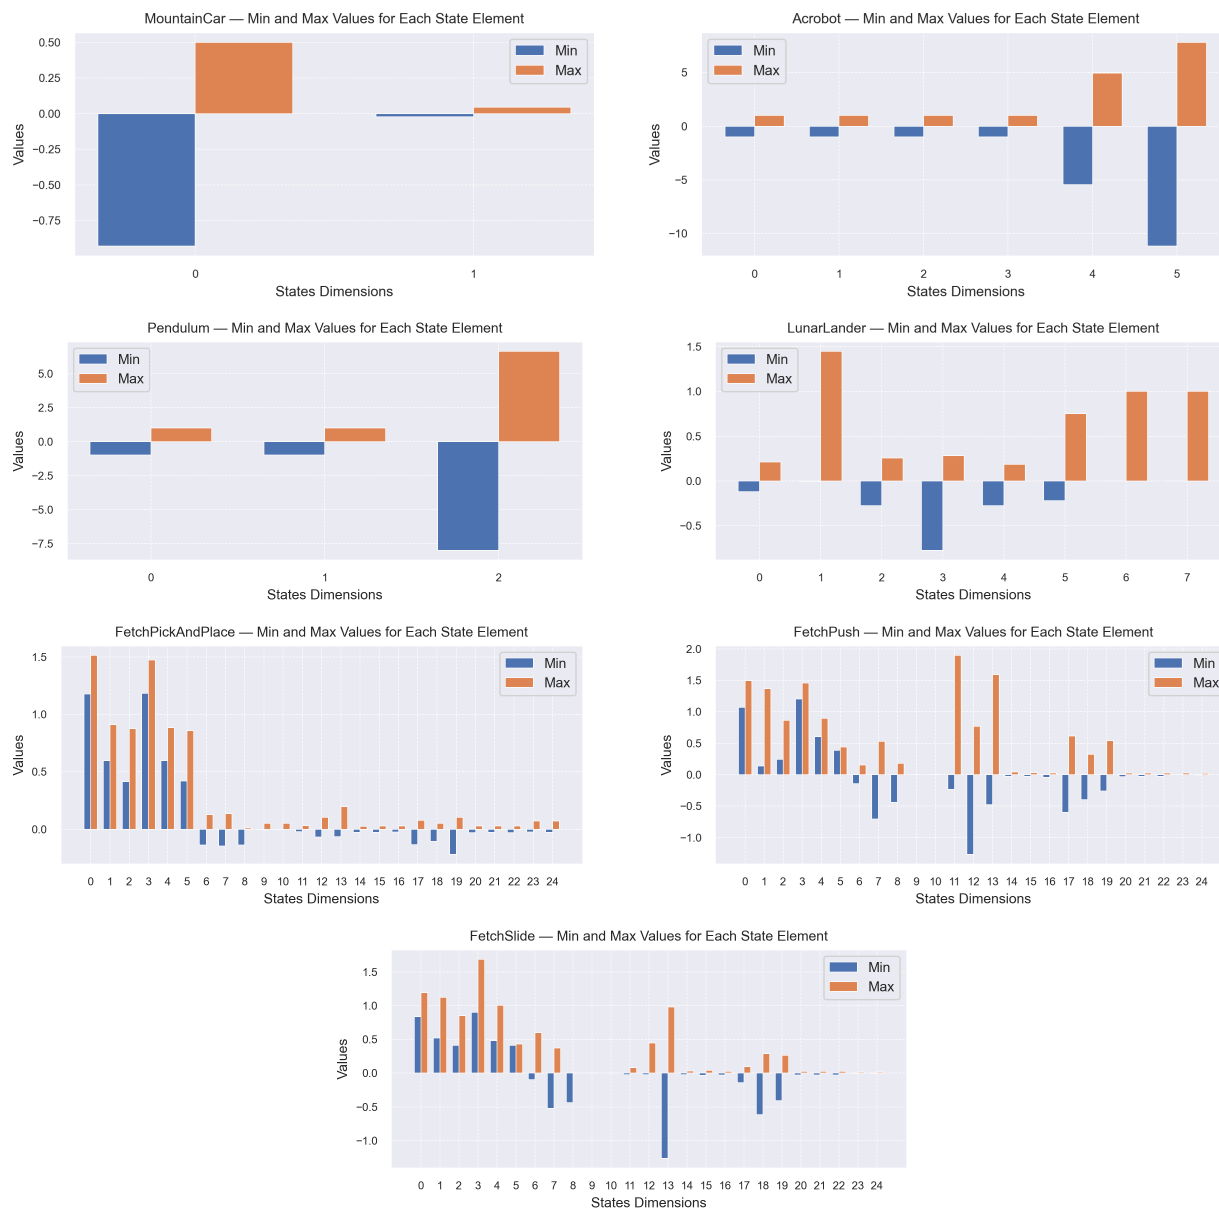 MountainCar — Min and Max Values for Each State Element
Min
Max
0.50
0.25
0.00
−0.25
−0.50
−0.75
Values
0 1
States Dimensions
Acrobot — Min and Max Values for Each State Element
Min
Max
5
0
−5
−10
Values
0 1 2 3 4 5
States Dimensions
Pendulum — Min and Max Values for Each State Element
Min
Max
5.0
2.5
0.0
−2.5
−5.0
−7.5
Values
0 1 2
States Dimensions
LunarLander — Min and Max Values for Each State Element
Min
Max
1.5
1.0
0.5
0.0
−0.5
Values
0 1 2 3 4 5 6 7
States Dimensions
FetchPickAndPlace — Min and Max Values for Each State Element
Min
Max
1.5
1.0
0.5
0.0
Values
0 1 2 3 4 5 6 7 8 9 10 11 12 13 14 15 16 17 18 19 20 21 22 23 24
States Dimensions
FetchPush — Min and Max Values for Each State Element
Min
Max
2.0
1.5
1.0
0.5
0.0
−0.5
−1.0
Values
0 1 2 3 4 5 6 7 8 9 10 11 12 13 14 15 16 17 18 19 20 21 22 23 24
States Dimensions
FetchSlide — Min and Max Values for Each State Element
Min
Max
1.5
1.0
0.5
0.0
−0.5
−1.0
Values
0 1 2 3 4 5 6 7 8 9 10 11 12 13 14 15 16 17 18 19 20 21 22 23 24
States Dimensions